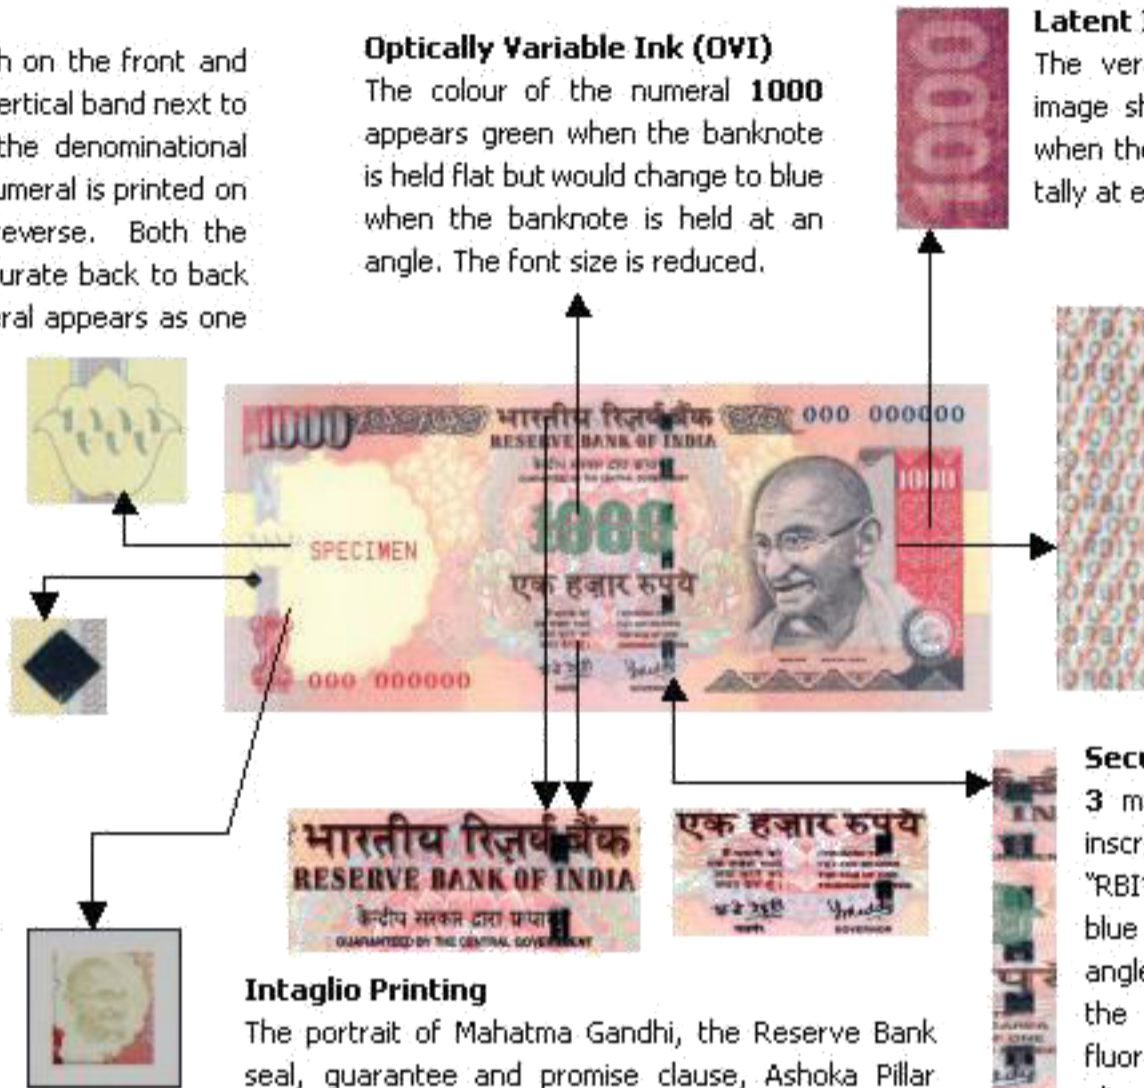 h on the front and
ertical band next to
the denominational
umeral is printed on
everse. Both the
urate back to back
ral appears as one
Optically Variable Ink (OVI)
The colour of the numeral 1000
appears green when the banknote
is held flat but would change to blue
when the banknote is held at an
angle. The font size is reduced.
1000
Latent
The ver
image sh
when the
tally at e
1000
भारतीय रिज़र्व बैंक
000 000000
RESERVE BANK OF INDIA
1000
1000
SPECIMEN
एक हज़ार रुपये
000 000000
भारतीय रिज़र्व बैंक
RESERVE BANK OF INDIA
केन्द्रीय सरकार द्वारा
GUARANTEED BY THE CENTRAL GOVERNMENT
एक हज़ार रुपये
GOVERNOR
Secu
3 m
inscr
"RBI"
blue
angle
the
fluor
Intaglio Printing
The portrait of Mahatma Gandhi, the Reserve Bank
seal, guarantee and promise clause, Ashoka Pillar